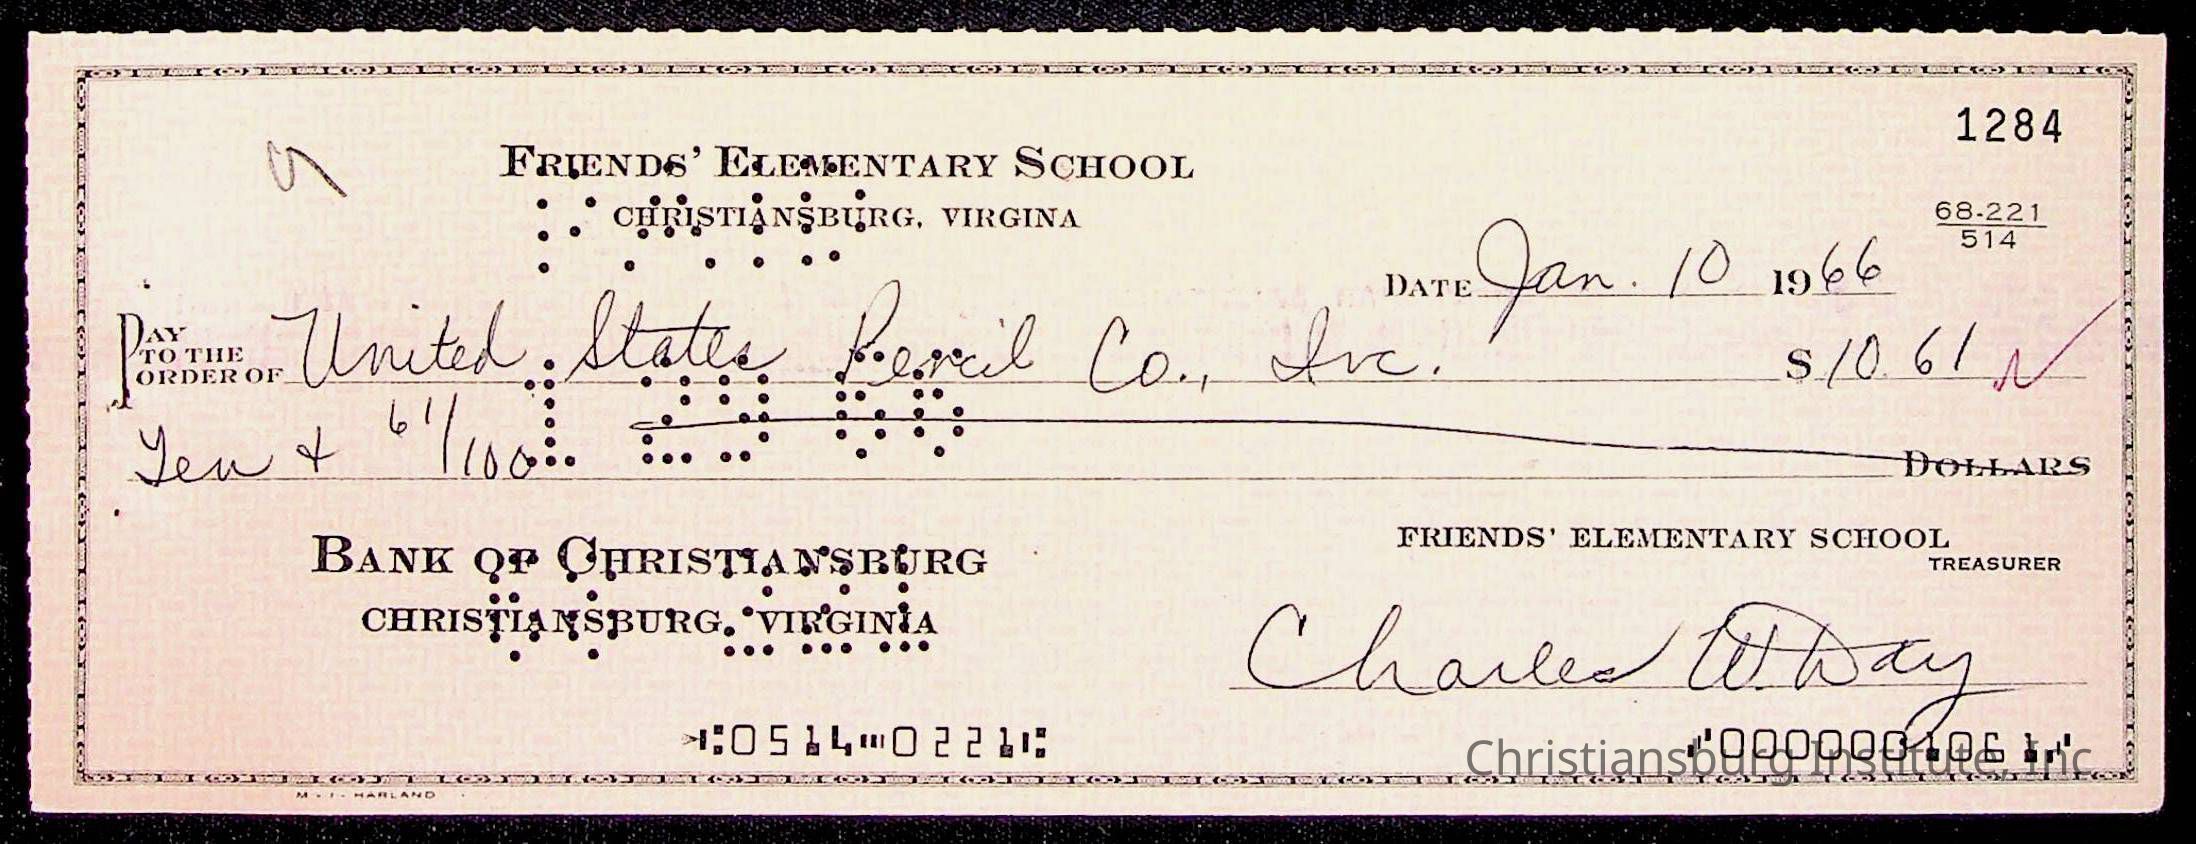 1284
FRIENDS' ELEMENTARY SCHOOL
CHRISTIANSBURG, VIRGINA
68-221
514
DATE Jan. 10 1966
PAY TO THE ORDER OF United States Pencil Co., Inc. $10.61
Ten & 61/100 DOLLARS
BANK OF CHRISTIANSBURG
CHRISTIANSBURG, VIRGINIA
FRIENDS' ELEMENTARY SCHOOL
TREASURER
Charles W. Day
⑆0514⑉0221⑆
⑈0000001061⑈
Christiansburg Institute, Inc
HARLAND